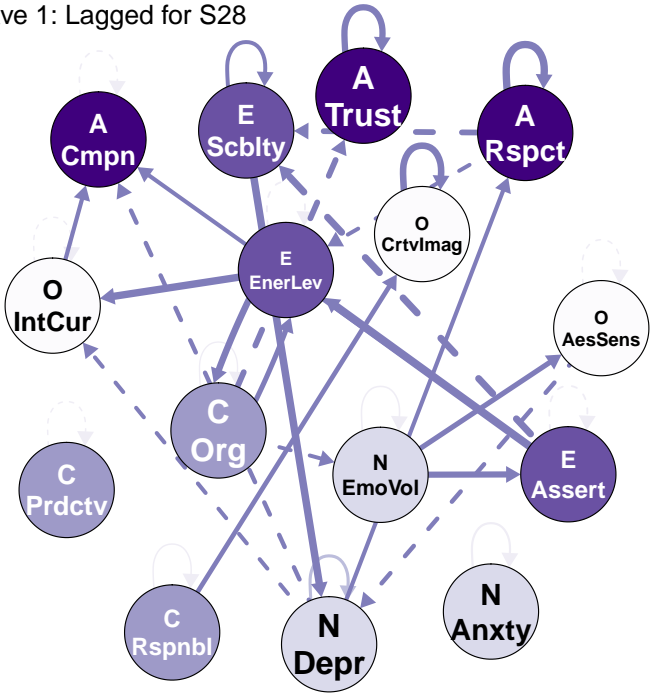 ve 1: Lagged for S28
A
Trust
E
Scblty
A
Cmpn
A
Rspct
O
CrtvImag
E
EnerLev
O
IntCur
O
AesSens
C
Org
N
EmoVol
E
Assert
C
Prdctv
C
Rspnbl
N
Depr
N
Anxty